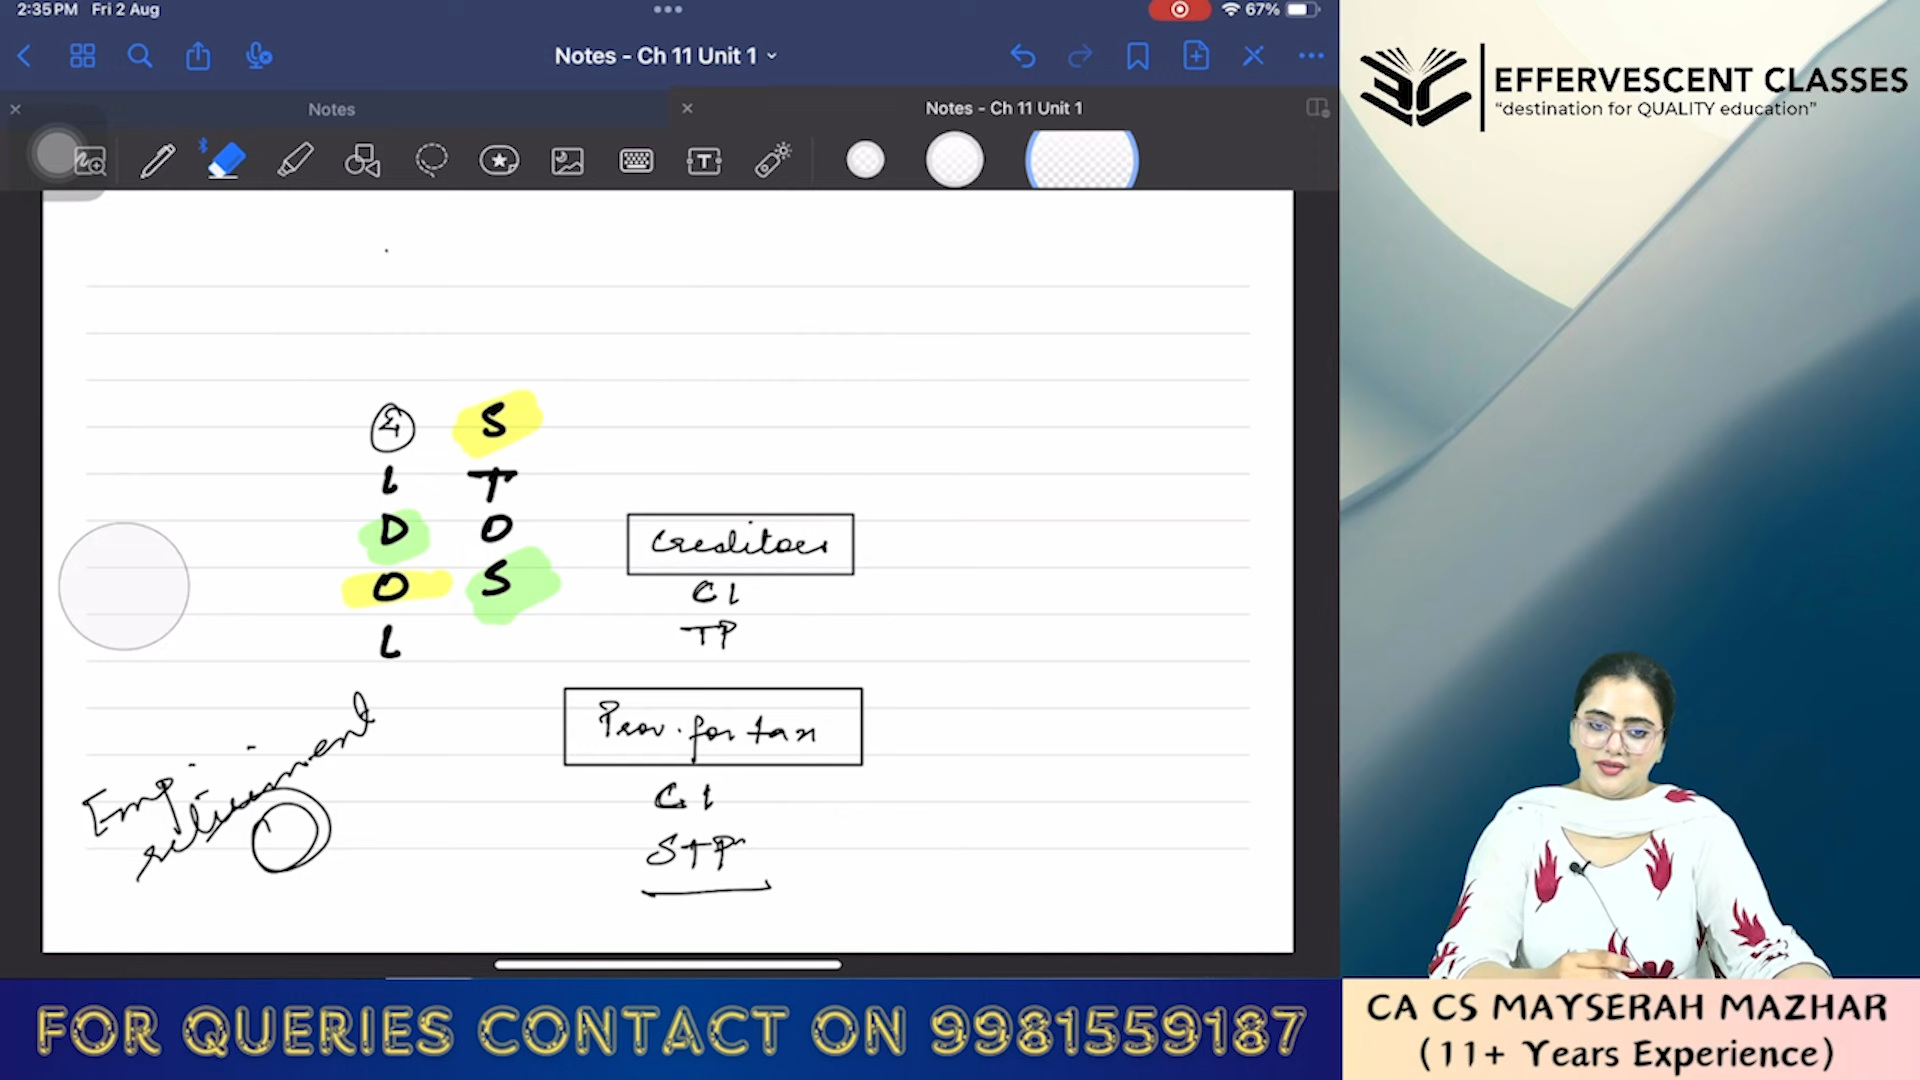 2:35 PM Fri 2 Aug
67%
Notes - Ch 11 Unit 1
Notes
Notes - Ch 11 Unit 1
T
EFFERVESCENT CLASSES
"destination for QUALITY education"
S
I T
D O
O S
L
Creditors
CL
TP
Prov. for tax
CL
STP
Emp
retirement
FOR QUERIES CONTACT ON 9981559187
CA CS MAYSERAH MAZHAR
(11+ Years Experience)